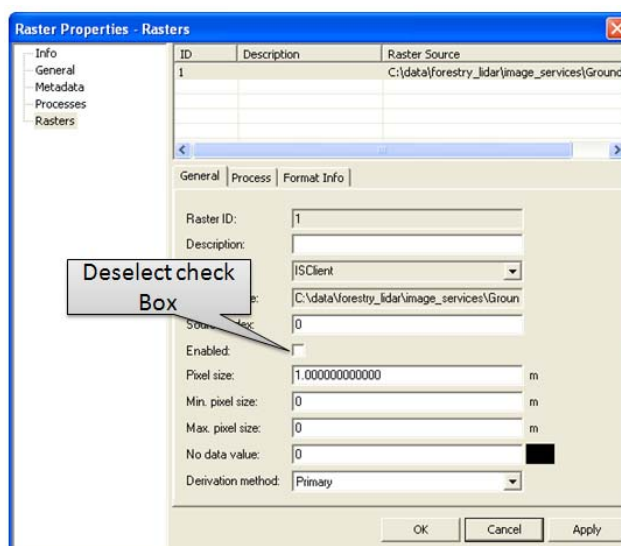 Raster Properties - Rasters
Info
General
Metadata
Processes
Rasters
ID Description Raster Source
1 C:\data\forestry_lidar\image_services\Ground
General Process Format Info
Raster ID: 1
Description:
ISClient
Deselect check
Box
e: C:\data\forestry_lidar\image_services\Groun
dex: 0
Enabled:
Pixel size: 1.000000000000 m
Min. pixel size: 0 m
Max. pixel size: 0 m
No data value: 0
Derivation method: Primary
OK Cancel Apply